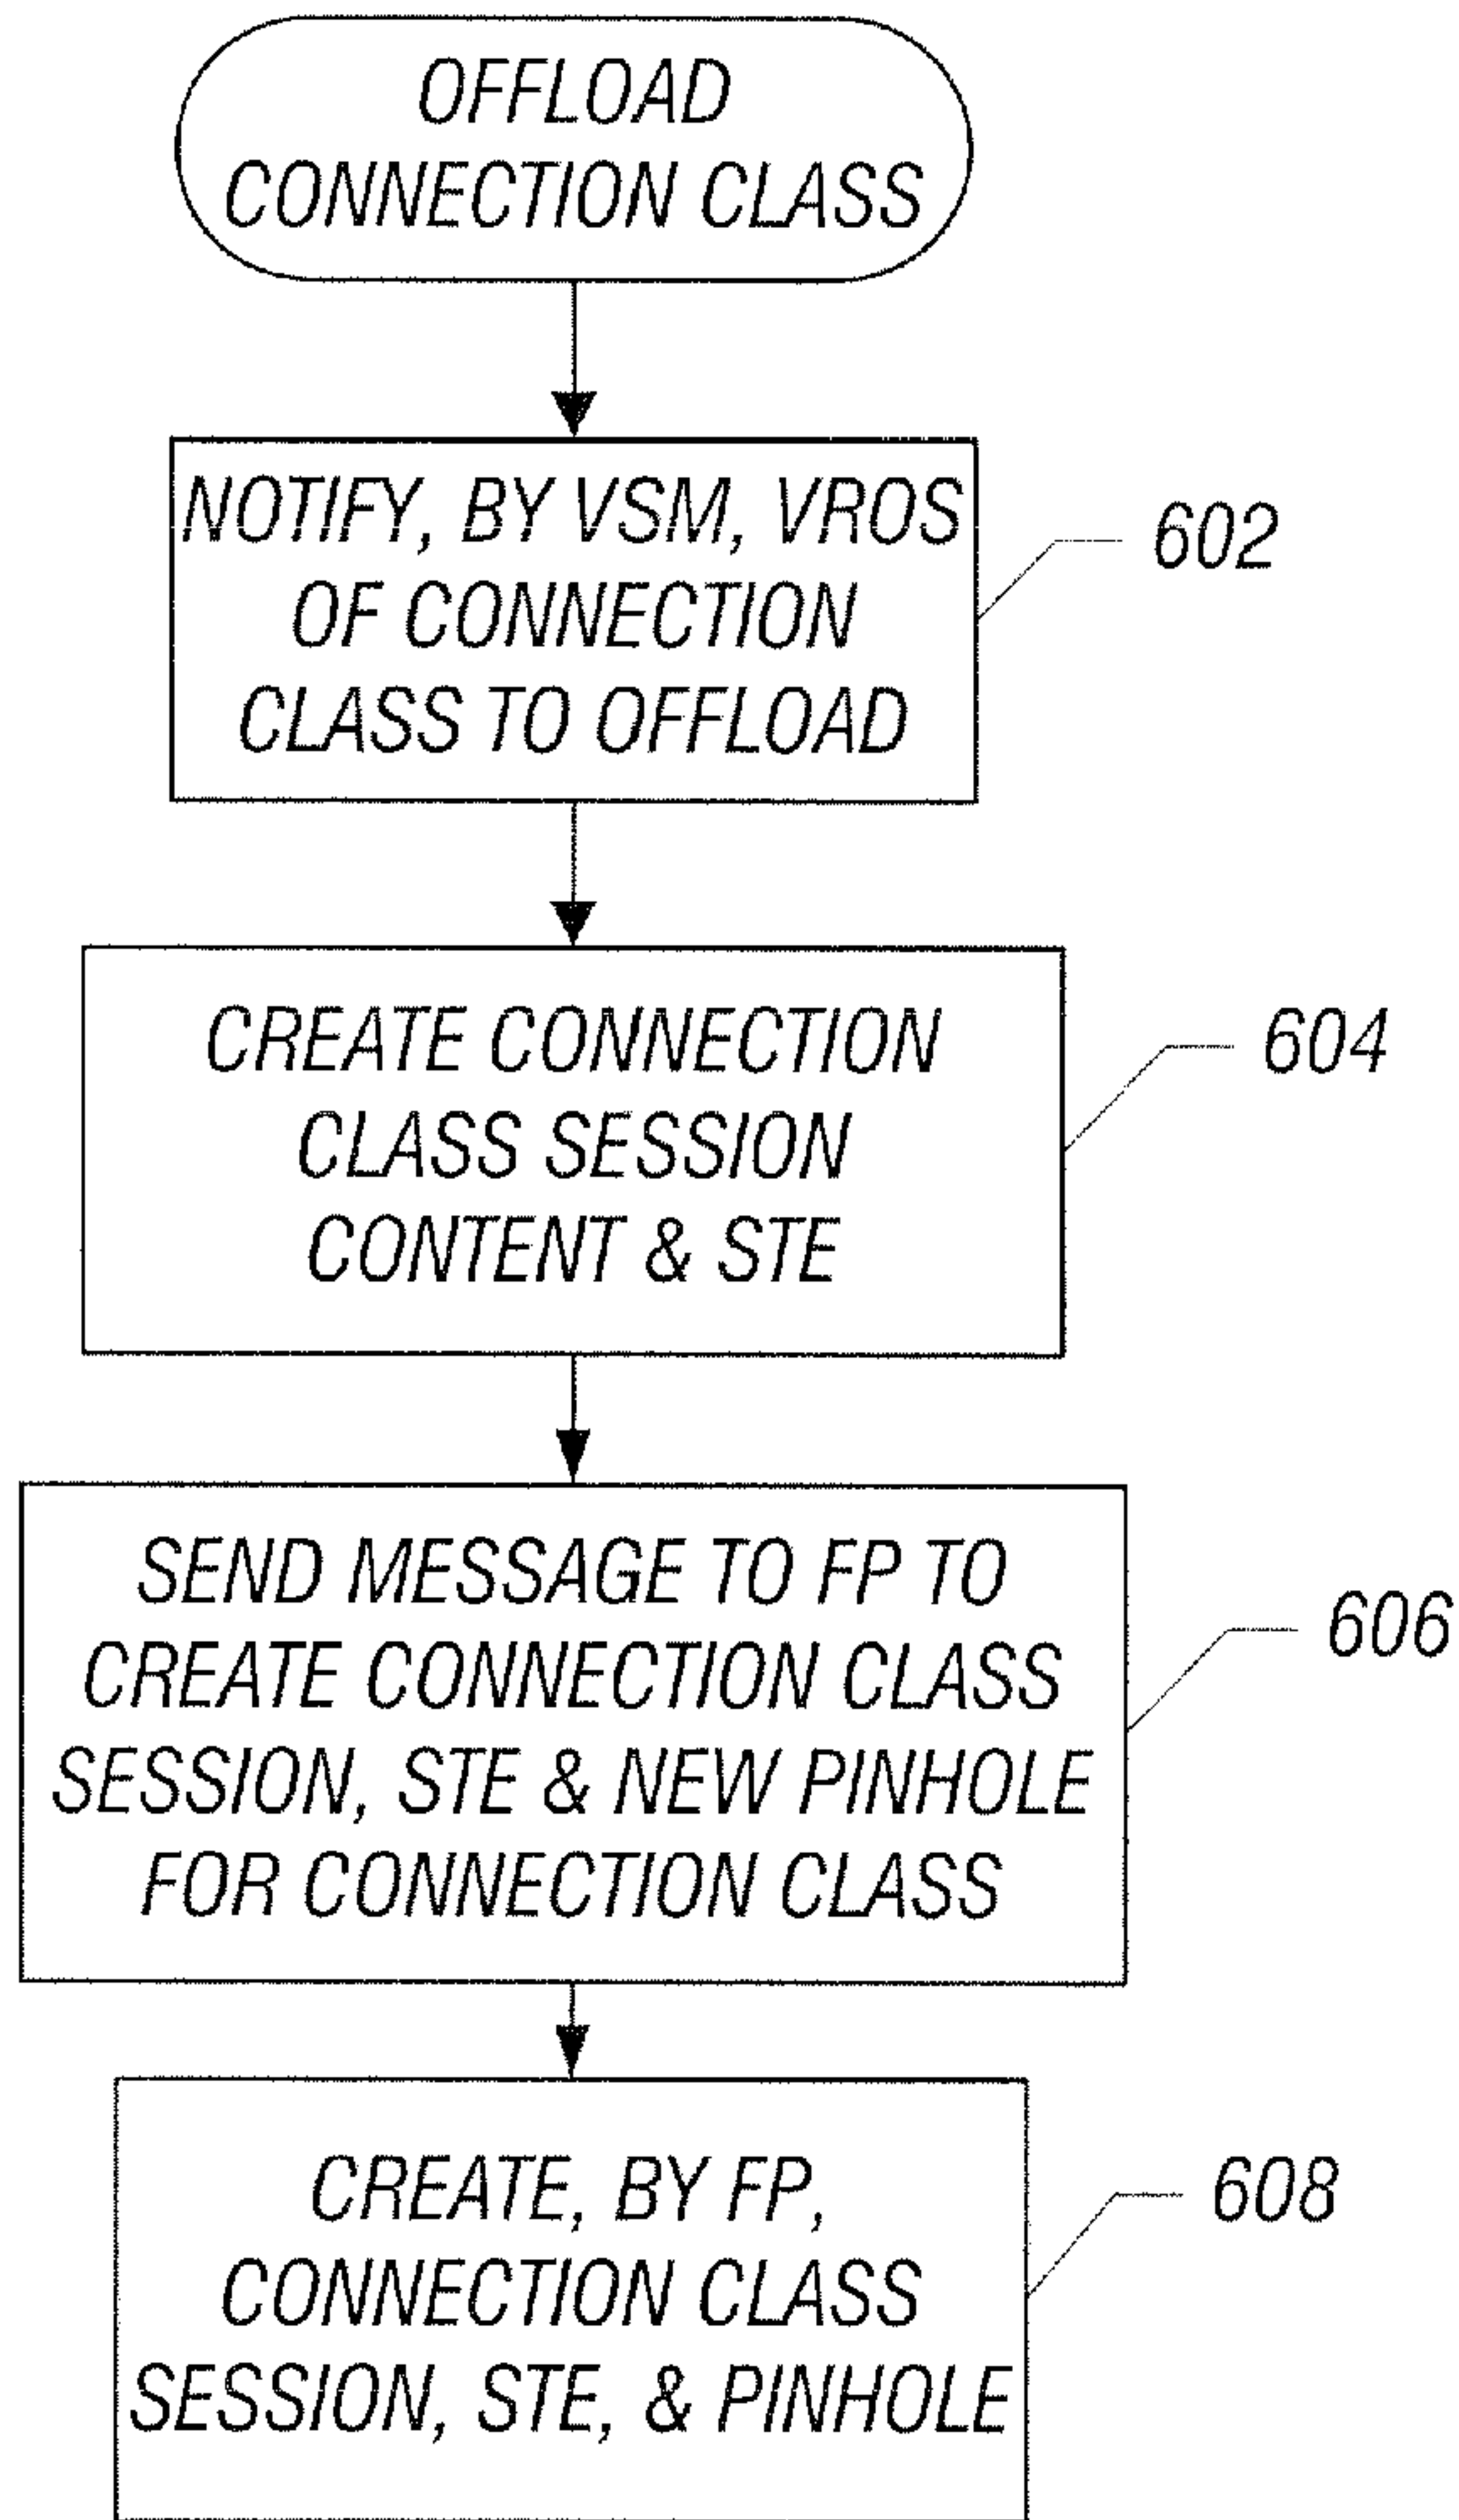 OFFLOAD
CONNECTION CLASS
NOTIFY, BY VSM, VROS
OF CONNECTION
CLASS TO OFFLOAD
602
CREATE CONNECTION
CLASS SESSION
CONTENT & STE
604
SEND MESSAGE TO FP TO
CREATE CONNECTION CLASS
SESSION, STE & NEW PINHOLE
FOR CONNECTION CLASS
606
CREATE, BY FP,
CONNECTION CLASS
SESSION, STE, & PINHOLE
608